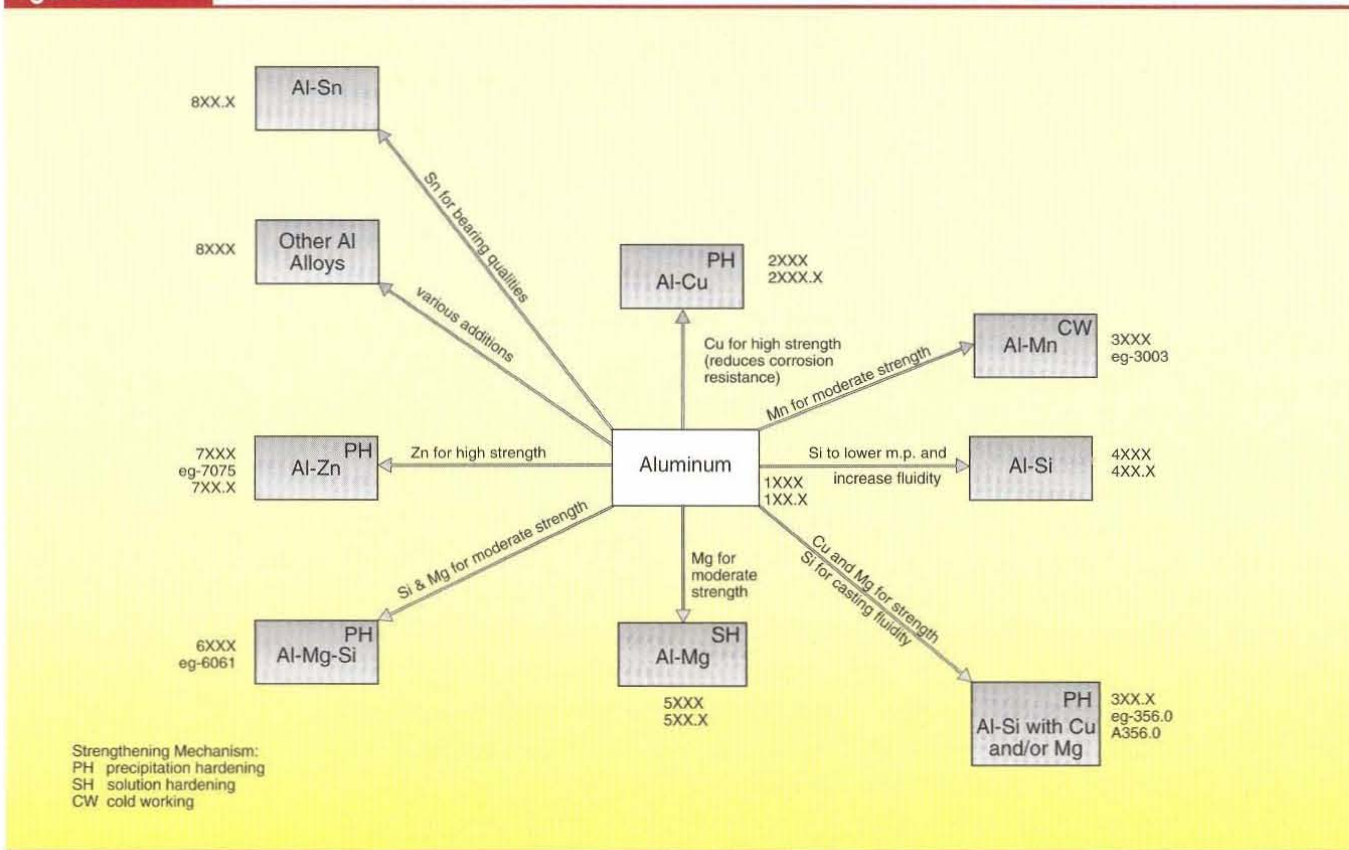 Al-Sn
8XX.X
Sn for bearing qualities
Other Al
Alloys
8XXX
various additions
PH
Al-Cu
2XXX
2XXX.X
Cu for high strength
(reduces corrosion
resistance)
CW
Al-Mn
3XXX
eg-3003
Mn for moderate strength
PH
Al-Zn
7XXX
eg-7075
7XX.X
Zn for high strength
Aluminum
1XXX
1XX.X
Si to lower m.p. and
increase fluidity
Al-Si
4XXX
4XX.X
Si & Mg for moderate strength
PH
Al-Mg-Si
6XXX
eg-6061
Mg for
moderate
strength
SH
Al-Mg
5XXX
5XX.X
Cu and Mg for strength
Si for casting fluidity
PH
Al-Si with Cu
and/or Mg
3XX.X
eg-356.0
A356.0
Strengthening Mechanism:
PH precipitation hardening
SH solution hardening
CW cold working